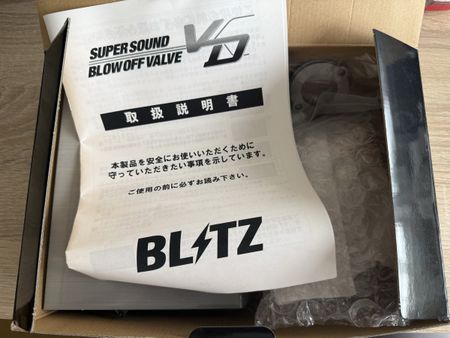 SUPER SOUND
BLOW OFF VALVE VD
取扱説明書
本製品を安全にお使いいただくために
守っていただきたい事項を示しています。
ご使用の前に必ずお読み下さい。
BLITZ